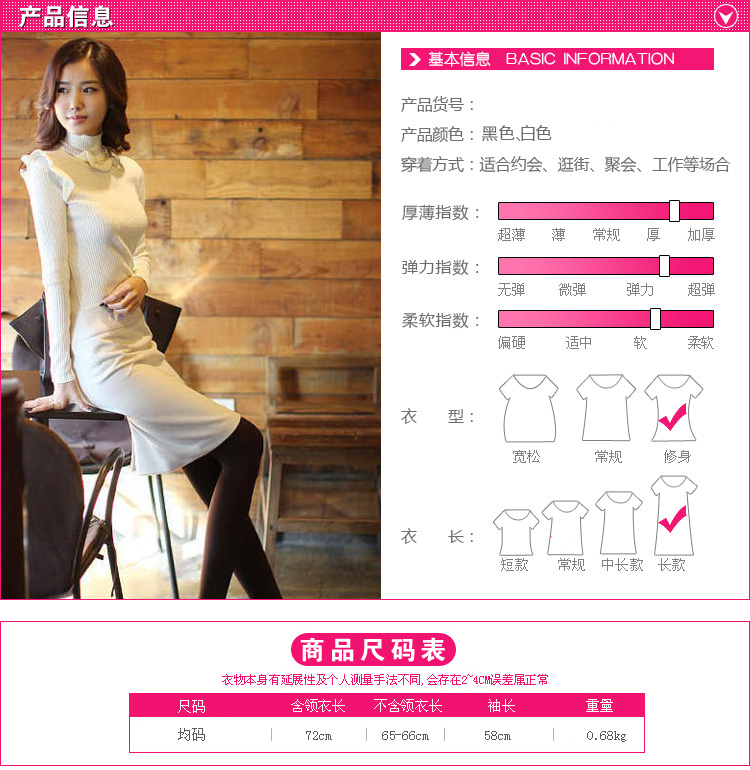 产品信息
基本信息 BASIC INFORMATION
产品货号：
产品颜色：黑色、白色
穿着方式：适合约会、逛街、聚会、工作等场合
厚薄指数：
超薄 薄 常规 厚 加厚
弹力指数：
无弹 微弹 弹力 超弹
柔软指数：
偏硬 适中 软 柔软
衣 型：
宽松 常规 修身
衣 长：
短款 常规 中长款 长款
商品尺码表
衣物本身有延展性及个人测量手法不同,会存在2~4CM误差属正常
尺码 含领衣长 不含领衣长 袖长 重量
均码 72cm 65-66cm 58cm 0.68kg